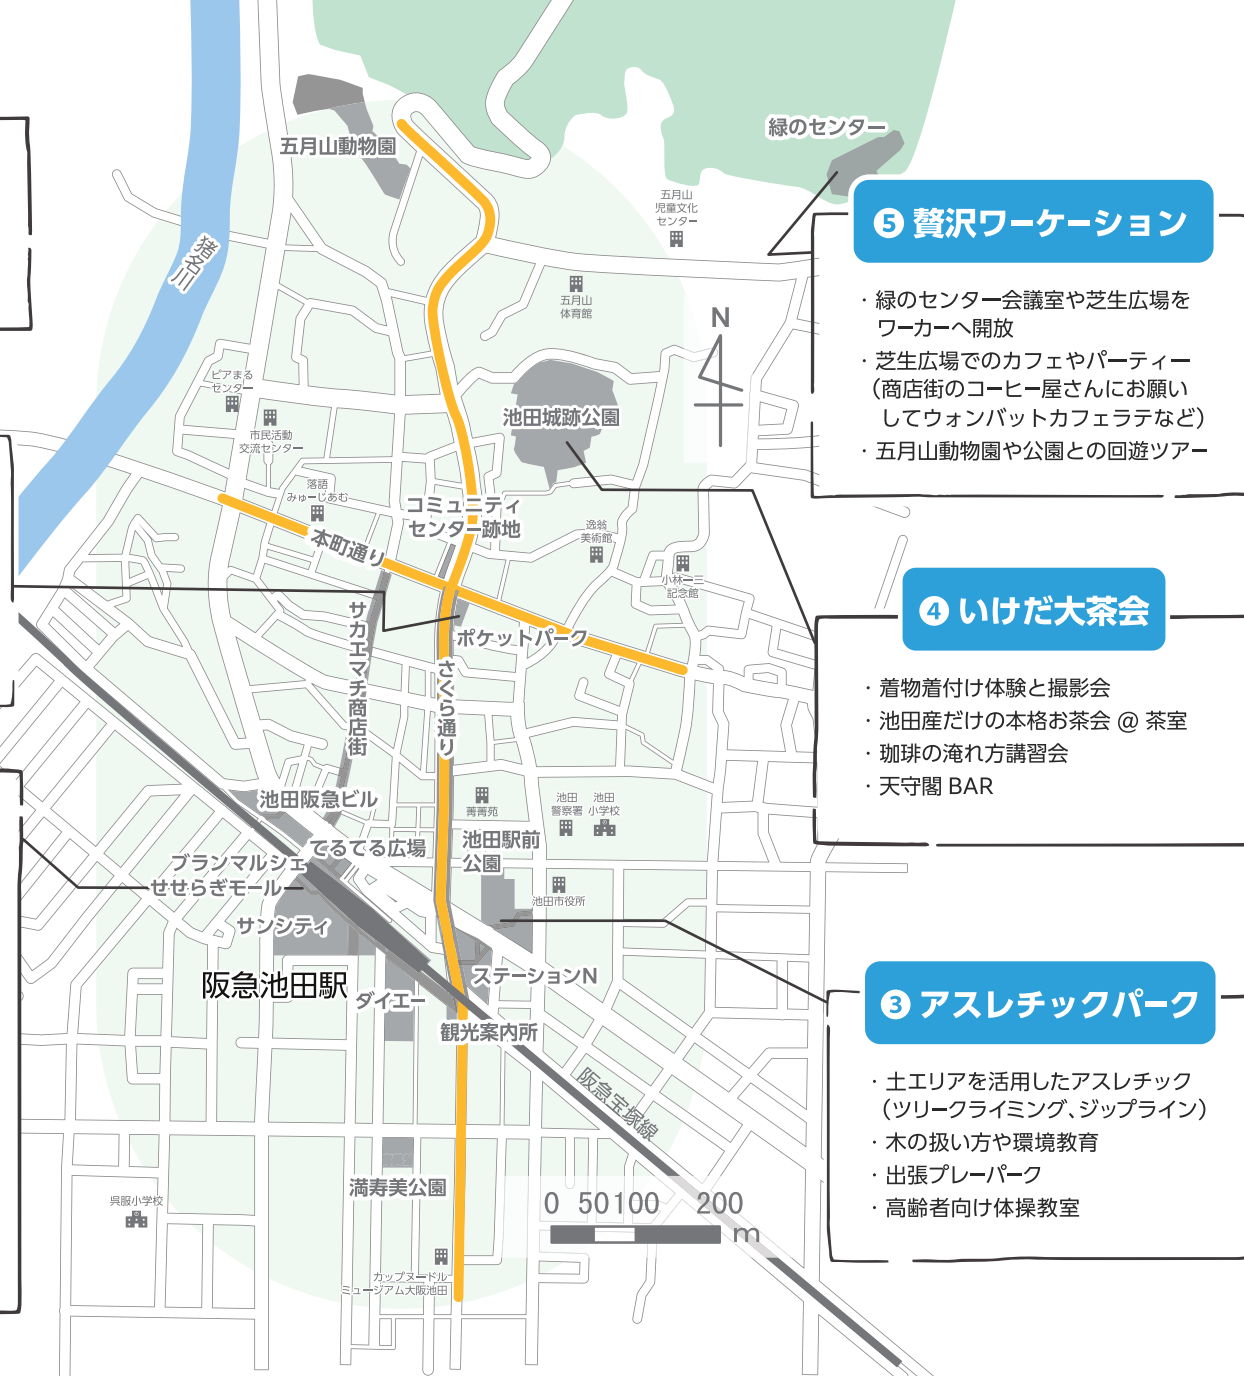 五月山動物園
緑のセンター
五月山
児童文化
センター
猪名川
五月山
体育館
N
ピアまる
センター
市民活動
交流センター
池田城跡公園
落語
みゅーじあむ
コミュニティ
センター跡地
本町通り
逸翁
美術館
小林一三
記念館
サカエマチ商店街
ポケットパーク
さくら通り
池田阪急ビル
菁菁苑
池田
警察署
池田
小学校
てるてる広場
池田駅前
公園
ブランマルシェ
せせらぎモール
池田市役所
サンシティ
阪急池田駅
ダイエー
ステーションN
観光案内所
阪急宝塚線
満寿美公園
呉服小学校
0 50 100 200
m
カップヌードル
ミュージアム大阪池田
❺ 贅沢ワーケーション
・緑のセンター会議室や芝生広場を
ワーカーへ開放
・芝生広場でのカフェやパーティー
（商店街のコーヒー屋さんにお願い
してウォンバットカフェラテなど）
・五月山動物園や公園との回遊ツアー
❹ いけだ大茶会
・着物着付け体験と撮影会
・池田産だけの本格お茶会 @ 茶室
・珈琲の淹れ方講習会
・天守閣 BAR
❸ アスレチックパーク
・土エリアを活用したアスレチック
（ツリークライミング、ジップライン）
・木の扱い方や環境教育
・出張プレーパーク
・高齢者向け体操教室